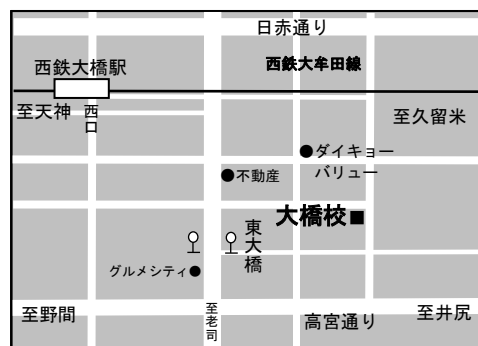 日赤通り
西鉄大橋駅
西鉄大牟田線
至天神
西口
至久留米
●ダイキョー
バリュー
●不動産
大橋校■
東大橋
グルメシティ●
至野間
至老司
高宮通り
至井尻